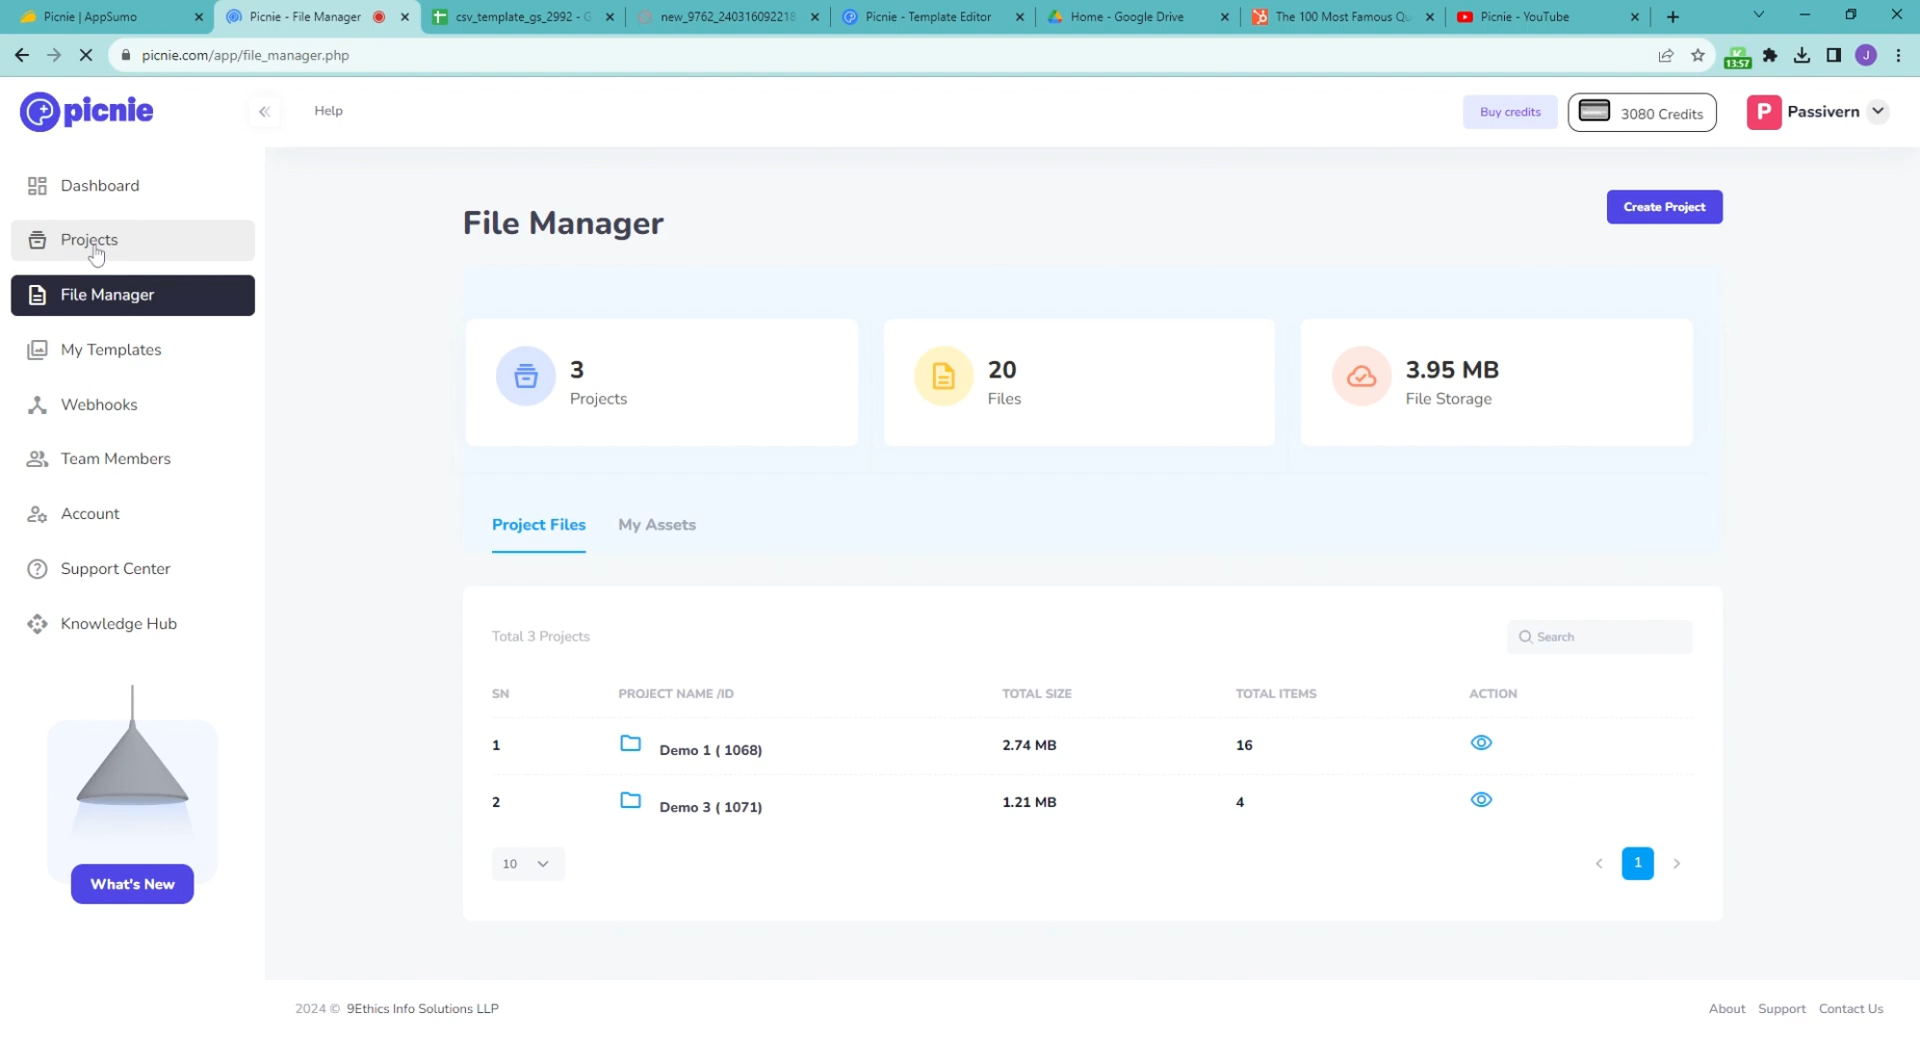 Picnie | AppSumo
Picnie - File Manager
csv_template_gs_2992 - G
new_9762_240316092218
Picnie - Template Editor
Home - Google Drive
The 100 Most Famous Qu
Picnie - YouTube
picnie.com/app/file_manager.php
13:57
J
picnie
Help
Buy credits
3080 Credits
P
Passivern
Dashboard
Projects
File Manager
My Templates
Webhooks
Team Members
Account
Support Center
Knowledge Hub
What's New
File Manager
Create Project
3
Projects
20
Files
3.95 MB
File Storage
Project Files My Assets
Total 3 Projects
Search
SN PROJECT NAME /ID TOTAL SIZE TOTAL ITEMS ACTION
1 Demo 1 ( 1068) 2.74 MB 16
2 Demo 3 ( 1071) 1.21 MB 4
10
1
2024 © 9Ethics Info Solutions LLP
About Support Contact Us